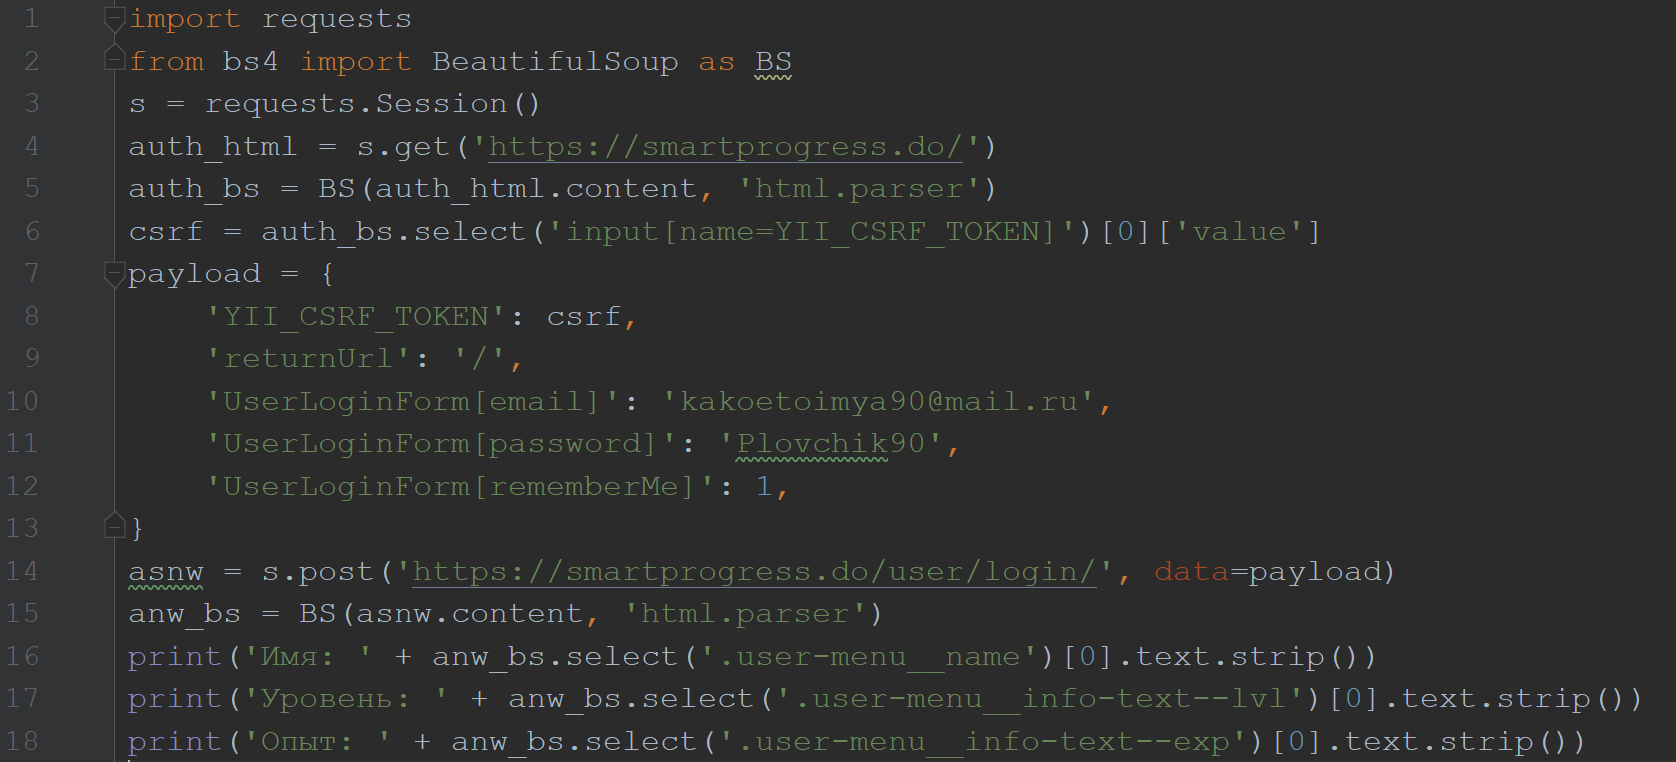 1 import requests
2 from bs4 import BeautifulSoup as BS
3 s = requests.Session()
4 auth_html = s.get('https://smartprogress.do/')
5 auth_bs = BS(auth_html.content, 'html.parser')
6 csrf = auth_bs.select('input[name=YII_CSRF_TOKEN]')[0]['value']
7 payload = {
8     'YII_CSRF_TOKEN': csrf,
9     'returnUrl': '/',
10     'UserLoginForm[email]': 'kakoetoimya90@mail.ru',
11     'UserLoginForm[password]': 'Plovchik90',
12     'UserLoginForm[rememberMe]': 1,
13 }
14 asnw = s.post('https://smartprogress.do/user/login/', data=payload)
15 anw_bs = BS(asnw.content, 'html.parser')
16 print('Имя: ' + anw_bs.select('.user-menu__name')[0].text.strip())
17 print('Уровень: ' + anw_bs.select('.user-menu__info-text--lvl')[0].text.strip())
18 print('Опыт: ' + anw_bs.select('.user-menu__info-text--exp')[0].text.strip())